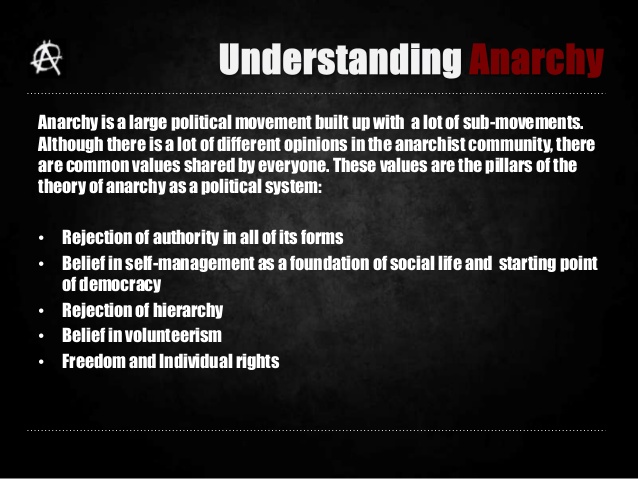 Understanding Anarchy
Anarchy is a large political movement built up with a lot of sub-movements.
Although there is a lot of different opinions in the anarchist community, there
are common values shared by everyone. These values are the pillars of the
theory of anarchy as a political system:
• Rejection of authority in all of its forms
• Belief in self-management as a foundation of social life and starting point
of democracy
• Rejection of hierarchy
• Belief in volunteerism
• Freedom and Individual rights